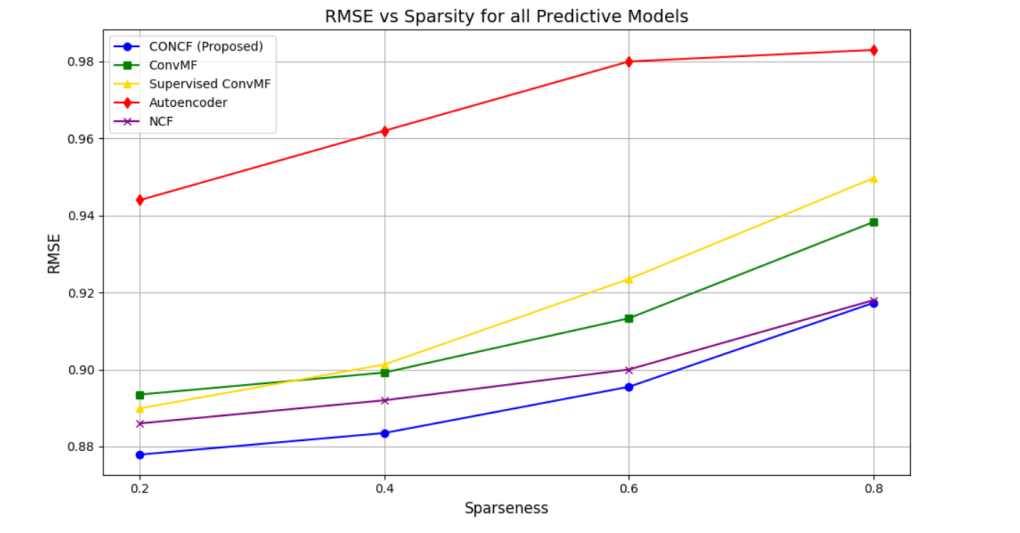 RMSE vs Sparsity for all Predictive Models
CONCF (Proposed)
ConvMF
Supervised ConvMF
Autoencoder
NCF
0.98
0.96
0.94
0.92
0.90
0.88
RMSE
0.2 0.4 0.6 0.8
Sparseness